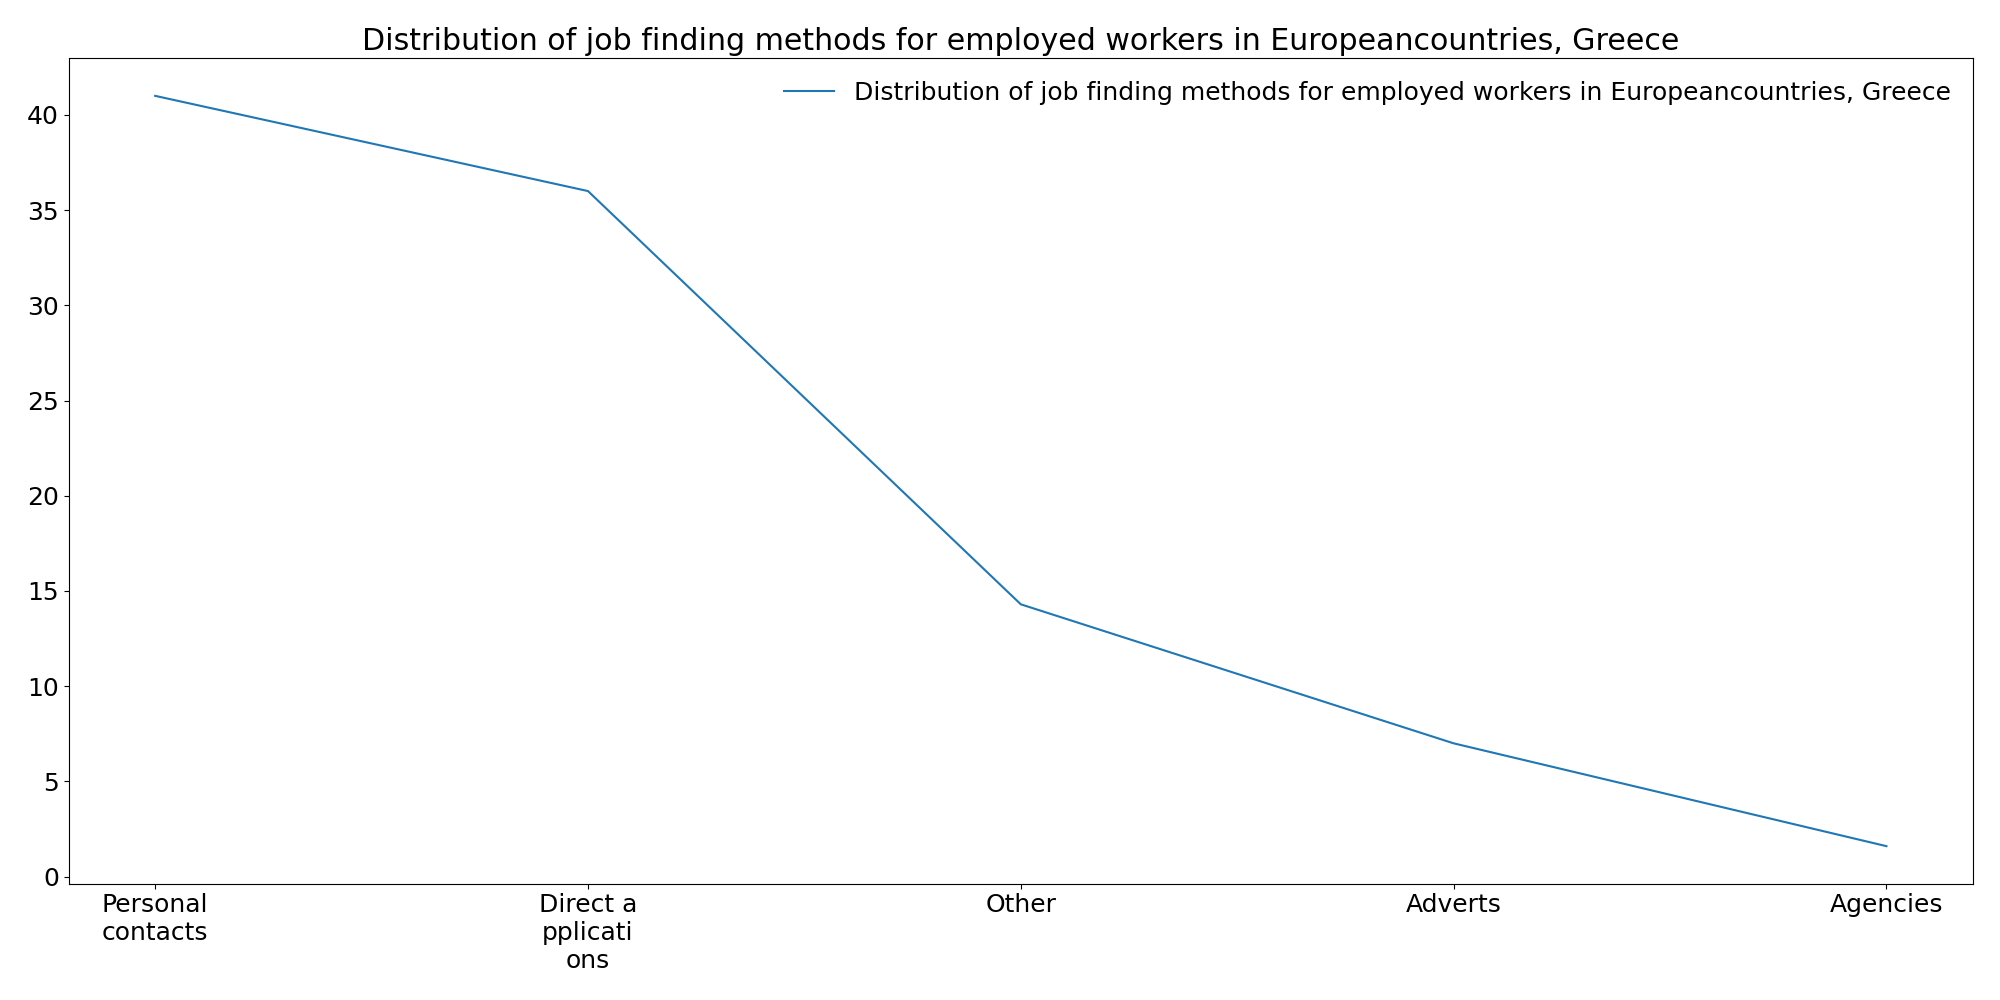 Distribution of job finding methods for employed workers in Europeancountries, Greece
Distribution of job finding methods for employed workers in Europeancountries, Greece
40
35
30
25
20
15
10
5
0
Personal
contacts
Direct a
pplicati
ons
Other
Adverts
Agencies